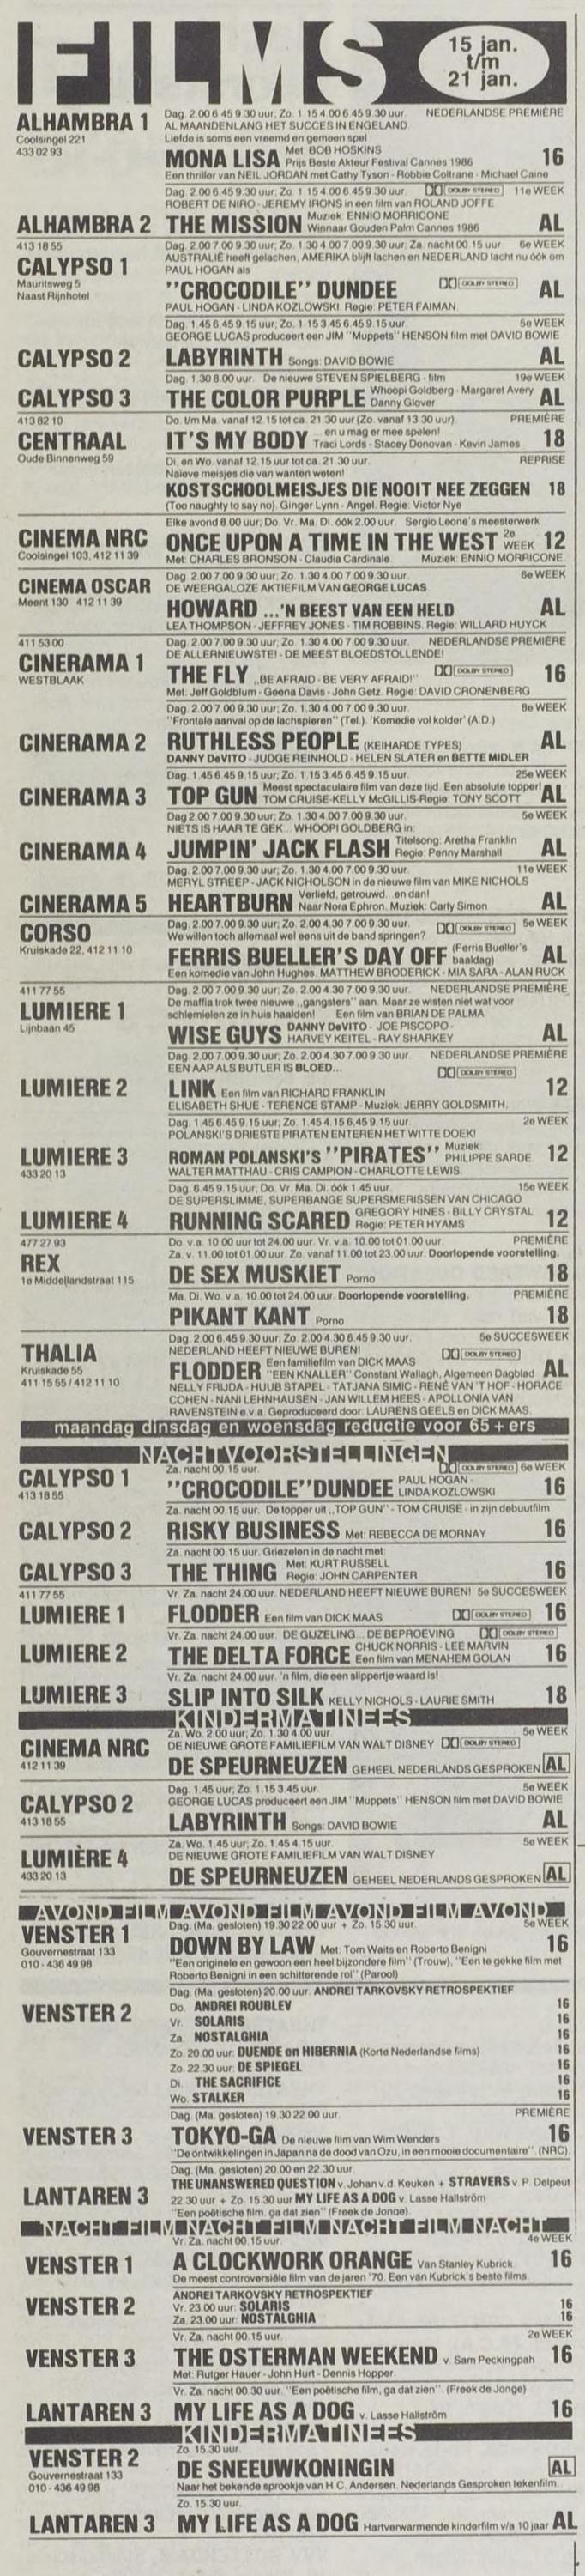 FILMS
15 jan.
t/m
21 jan.
ALHAMBRA 1
Coolsingel 221
433 02 93
Dag. 2.00 6.45 9.30 uur; Zo. 1.15 4.00 6.45 9.30 uur. NEDERLANDSE PREMIÈRE
AL MAANDENLANG HET SUCCES IN ENGELAND.
Liefde is soms een vreemd en gemeen spel
MONA LISA Met: BOB HOSKINS Prijs Beste Akteur Festival Cannes 1986 16
Een thriller van NEIL JORDAN met Cathy Tyson - Robbie Coltrane - Michael Caine
Dag. 2.00 6.45 9.30 uur; Zo. 1.15 4.00 6.45 9.30 uur. DOLBY STEREO 11e WEEK
ROBERT DE NIRO - JEREMY IRONS in een film van ROLAND JOFFE
ALHAMBRA 2 THE MISSION Muziek: ENNIO MORRICONE Winnaar Gouden Palm Cannes 1986 AL
413 18 55
CALYPSO 1
Mauritsweg 5
Naast Rijnhotel
Dag. 2.00 7.00 9.30 uur; Zo. 1.30 4.00 7.00 9.30 uur; Za. nacht 00.15 uur 6e WEEK
AUSTRALIË heeft gelachen, AMERIKA blijft lachen en NEDERLAND lacht nu óók om
PAUL HOGAN als
"CROCODILE" DUNDEE DOLBY STEREO AL
PAUL HOGAN - LINDA KOZLOWSKI. Regie: PETER FAIMAN.
Dag. 1.45 6.45 9.15 uur; Zo. 1.15 3.45 6.45 9.15 uur. 5e WEEK
GEORGE LUCAS produceert een JIM "Muppets" HENSON film met DAVID BOWIE
CALYPSO 2 LABYRINTH Songs: DAVID BOWIE AL
Dag. 1.30 8.00 uur. De nieuwe STEVEN SPIELBERG - film 19e WEEK
CALYPSO 3 THE COLOR PURPLE Whoopi Goldberg - Margaret Avery Danny Glover AL
413 82 10
CENTRAAL
Oude Binnenweg 59
Do. t/m Ma. vanaf 12.15 tot ca. 21.30 uur (Zo. vanaf 13.30 uur) PREMIÈRE
... en u mag er mee spelen!
IT'S MY BODY Traci Lords - Stacey Donovan - Kevin James 18
Di. en Wo. vanaf 12.15 uur tot ca. 21.30 uur. REPRISE
Naieve meisjes die van wanten weten!
KOSTSCHOOLMEISJES DIE NOOIT NEE ZEGGEN 18
(Too naughty to say no). Ginger Lynn - Angel. Regie: Victor Nye
CINEMA NRC
Coolsingel 103, 412 11 39
Elke avond 8.00 uur; Do. Vr. Ma. Di. óók 2.00 uur. Sergio Leone's meesterwerk
ONCE UPON A TIME IN THE WEST 2e WEEK 12
Met: CHARLES BRONSON - Claudia Cardinale. Muziek: ENNIO MORRICONE.
CINEMA OSCAR
Meent 130 412 11 39
Dag. 2.00 7.00 9.30 uur; Zo. 1.30 4.00 7.00 9.30 uur. 6e WEEK
DE WEERGALOZE AKTIEFILM VAN GEORGE LUCAS
HOWARD ...'N BEEST VAN EEN HELD AL
LEA THOMPSON - JEFFREY JONES - TIM ROBBINS. Regie: WILLARD HUYCK
411 53 00
CINERAMA 1
WESTBLAAK
Dag. 2.00 7.00 9.30 uur; Zo. 1.30 4.00 7.00 9.30 uur. NEDERLANDSE PREMIÈRE
DE ALLERNIEUWSTE! - DE MEEST BLOEDSTOLLENDE!
THE FLY „BE AFRAID - BE VERY AFRAID!" DOLBY STEREO 16
Met: Jeff Goldblum - Geena Davis - John Getz. Regie: DAVID CRONENBERG
Dag. 2.00 7.00 9.30 uur; Zo. 1.30 4.00 7.00 9.30 uur. 8e WEEK
"Frontale aanval op de lachspieren" (Tel.). 'Komedie vol kolder' (A.D.)
CINERAMA 2 RUTHLESS PEOPLE (KEIHARDE TYPES) AL
DANNY DeVITO - JUDGE REINHOLD - HELEN SLATER en BETTE MIDLER
Dag. 1.45 6.45 9.15 uur; Zo. 1.15 3.45 6.45 9.15 uur. 25e WEEK
CINERAMA 3 TOP GUN Meest spectaculaire film van deze tijd. Een absolute topper! TOM CRUISE-KELLY McGILLIS-Regie: TONY SCOTT AL
Dag 2.00 7.00 9.30 uur; Zo. 1.30 4.00 7.00 9.30 uur. 5e WEEK
NIETS IS HAAR TE GEK... WHOOPI GOLDBERG in:
CINERAMA 4 JUMPIN' JACK FLASH Titelsong: Aretha Franklin Regie: Penny Marshall AL
Dag. 2.00 7.00 9.30 uur; Zo. 1.30 4.00 7.00 9.30 uur. 11e WEEK
MERYL STREEP - JACK NICHOLSON in de nieuwe film van MIKE NICHOLS
CINERAMA 5 HEARTBURN Verliefd, getrouwd...en dan! Naar Nora Ephron. Muziek: Carly Simon AL
CORSO
Kruiskade 22, 412 11 10
Dag. 2.00 7.00 9.30 uur; Zo. 2.00 4.30 7.00 9.30 uur. DOLBY STEREO 5e WEEK
We willen toch allemaal wel eens uit de band springen?
FERRIS BUELLER'S DAY OFF (Ferris Bueller's baaldag) AL
Een komedie van John Hughes. MATTHEW BRODERICK - MIA SARA - ALAN RUCK
411 77 55
LUMIERE 1
Lijnbaan 45
Dag. 2.00 7.00 9.30 uur; Zo. 2.00 4.30 7.00 9.30 uur. NEDERLANDSE PREMIÈRE
De maffia trok twee nieuwe „gangsters" aan. Maar ze wisten niet wat voor
schlemielen ze in huis haalden! Een film van BRIAN DE PALMA
WISE GUYS DANNY DeVITO - JOE PISCOPO - HARVEY KEITEL - RAY SHARKEY AL
Dag. 2.00 7.00 9.30 uur; Zo. 2.00 4.30 7.00 9.30 uur. NEDERLANDSE PREMIÈRE
EEN AAP ALS BUTLER IS BLOED... DOLBY STEREO
LUMIERE 2 LINK Een film van RICHARD FRANKLIN 12
ELISABETH SHUE - TERENCE STAMP - Muziek: JERRY GOLDSMITH.
Dag. 1.45 6.45 9.15 uur; Zo. 1.45 4.15 6.45 9.15 uur. 2e WEEK
POLANSKI'S DRIESTE PIRATEN ENTEREN HET WITTE DOEK!
LUMIERE 3 ROMAN POLANSKI'S "PIRATES" Muziek: PHILIPPE SARDE 12
433 20 13 WALTER MATTHAU - CRIS CAMPION - CHARLOTTE LEWIS
Dag. 6.45 9.15 uur; Do. Vr. Ma. Di. óók 1.45 uur. 15e WEEK
DE SUPERSLIMME, SUPERBANGE SUPERSMERISSEN VAN CHICAGO
LUMIERE 4 RUNNING SCARED GREGORY HINES - BILLY CRYSTAL Regie: PETER HYAMS 12
477 27 93
REX
1e Middellandstraat 115
Do. v.a. 10.00 uur tot 24.00 uur. Vr. v.a. 10.00 tot 01.00 uur. PREMIÈRE
Za. v. 11.00 tot 01.00 uur. Zo. vanaf 11.00 tot 23.00 uur. Doorlopende voorstelling.
DE SEX MUSKIET Porno 18
Ma. Di. Wo. v.a. 10.00 tot 24.00 uur. Doorlopende voorstelling. PREMIÈRE
PIKANT KANT Porno 18
THALIA
Kruiskade 55
411 15 55 / 412 11 10
Dag. 2.00 6.45 9.30 uur; Zo. 2.00 4.30 6.45 9.30 uur. 5e SUCCESWEEK
NEDERLAND HEEFT NIEUWE BUREN! DOLBY STEREO
FLODDER Een familiefilm van DICK MAAS "EEN KNALLER" Constant Wallagh, Algemeen Dagblad AL
NELLY FRIJDA - HUUB STAPEL - TATJANA SIMIC - RENÉ VAN 'T HOF - HORACE
COHEN - NANI LEHNHAUSEN - JAN WILLEM HEES - APOLLONIA VAN
RAVENSTEIN e.v.a. Geproduceerd door: LAURENS GEELS en DICK MAAS.
maandag dinsdag en woensdag reductie voor 65+ers
NACHTVOORSTELLINGEN
CALYPSO 1
413 18 55
Za. nacht 00.15 uur. DOLBY STEREO 6e WEEK
"CROCODILE" DUNDEE PAUL HOGAN - LINDA KOZLOWSKI 16
Za. nacht 00.15 uur. De topper uit „TOP GUN" - TOM CRUISE - in zijn debuutfilm
CALYPSO 2 RISKY BUSINESS Met: REBECCA DE MORNAY 16
Za. nacht 00.15 uur. Griezelen in de nacht met:
CALYPSO 3 THE THING Met: KURT RUSSELL Regie: JOHN CARPENTER 16
411 77 55 Vr. Za. nacht 24.00 uur. NEDERLAND HEEFT NIEUWE BUREN! 5e SUCCESWEEK
LUMIERE 1 FLODDER Een film van DICK MAAS DOLBY STEREO 16
Vr. Za. nacht 24.00 uur. DE GIJZELING... DE BEPROEVING DOLBY STEREO
LUMIERE 2 THE DELTA FORCE CHUCK NORRIS - LEE MARVIN Een film van MENAHEM GOLAN 16
Vr. Za. nacht 24.00 uur. 'n film, die een slippertje waard is!
LUMIERE 3 SLIP INTO SILK KELLY NICHOLS - LAURIE SMITH 18
KINDERMATINEES
CINEMA NRC
412 11 39
Za. Wo. 2.00 uur; Zo. 1.30 4.00 uur. 5e WEEK
DE NIEUWE GROTE FAMILIEFILM VAN WALT DISNEY DOLBY STEREO
DE SPEURNEUZEN GEHEEL NEDERLANDS GESPROKEN AL
CALYPSO 2
413 18 55
Dag. 1.45 uur; Zo. 1.15 3.45 uur. 5e WEEK
GEORGE LUCAS produceert een JIM "Muppets" HENSON film met DAVID BOWIE
LABYRINTH Songs: DAVID BOWIE AL
LUMIÈRE 4
433 20 13
Za. Wo. 1.45 uur; Zo. 1.45 4.15 uur. 5e WEEK
DE NIEUWE GROTE FAMILIEFILM VAN WALT DISNEY
DE SPEURNEUZEN GEHEEL NEDERLANDS GESPROKEN AL
AVOND FILM AVOND FILM AVOND FILM AVOND
VENSTER 1
Gouvernestraat 133
010 - 436 49 98
Dag. (Ma. gesloten) 19.30 22.00 uur + Zo. 15.30 uur. 5e WEEK
DOWN BY LAW Met: Tom Waits en Roberto Benigni 16
"Een originele en gewoon een heel bijzondere film" (Trouw). "Een te gekke film met
Roberto Benigni in een schitterende rol" (Parool)
VENSTER 2
Dag. (Ma. gesloten) 20.00 uur. ANDREI TARKOVSKY RETROSPEKTIEF
Do. ANDREI ROUBLEV 16
Vr. SOLARIS 16
Za. NOSTALGHIA 16
Zo. 20.00 uur: DUENDE en HIBERNIA (Korte Nederlandse films) 16
Zo. 22.30 uur: DE SPIEGEL 16
Di. THE SACRIFICE 16
Wo. STALKER 16
Dag. (Ma. gesloten) 19.30 22.00 uur. PREMIÈRE
VENSTER 3 TOKYO-GA De nieuwe film van Wim Wenders 16
"De ontwikkelingen in Japan na de dood van Ozu, in een mooie documentaire" (NRC).
Dag. (Ma. gesloten) 20.00 en 22.30 uur.
THE UNANSWERED QUESTION v. Johan v.d. Keuken + STRAVERS v. P. Delpeut
LANTAREN 3 22.30 uur + Zo. 15.30 uur MY LIFE AS A DOG v. Lasse Hallström
"Een poëtische film, ga dat zien" (Freek de Jonge).
NACHT FILM NACHT FILM NACHT FILM NACHT
Vr. Za. nacht 00.15 uur. 4e WEEK
VENSTER 1 A CLOCKWORK ORANGE Van Stanley Kubrick. 16
De meest controversiële film van de jaren '70. Een van Kubrick's beste films.
VENSTER 2
ANDREI TARKOVSKY RETROSPEKTIEF
Vr. 23.00 uur: SOLARIS 16
Za. 23.00 uur: NOSTALGHIA 16
Vr. Za. nacht 00.15 uur. 2e WEEK
VENSTER 3 THE OSTERMAN WEEKEND v. Sam Peckingpah 16
Met: Rutger Hauer - John Hurt - Dennis Hopper.
Vr. Za. nacht 00.30 uur. "Een poëtische film, ga dat zien". (Freek de Jonge)
LANTAREN 3 MY LIFE AS A DOG v. Lasse Hallström 16
KINDERMATINEES
VENSTER 2
Gouvernestraat 133
010 - 436 49 98
Zo. 15.30 uur.
DE SNEEUWKONINGIN AL
Naar het bekende sprookje van H.C. Andersen. Nederlands Gesproken tekenfilm.
Zo. 15.30 uur.
LANTAREN 3 MY LIFE AS A DOG Hartverwarmende kinderfilm v/a 10 jaar AL